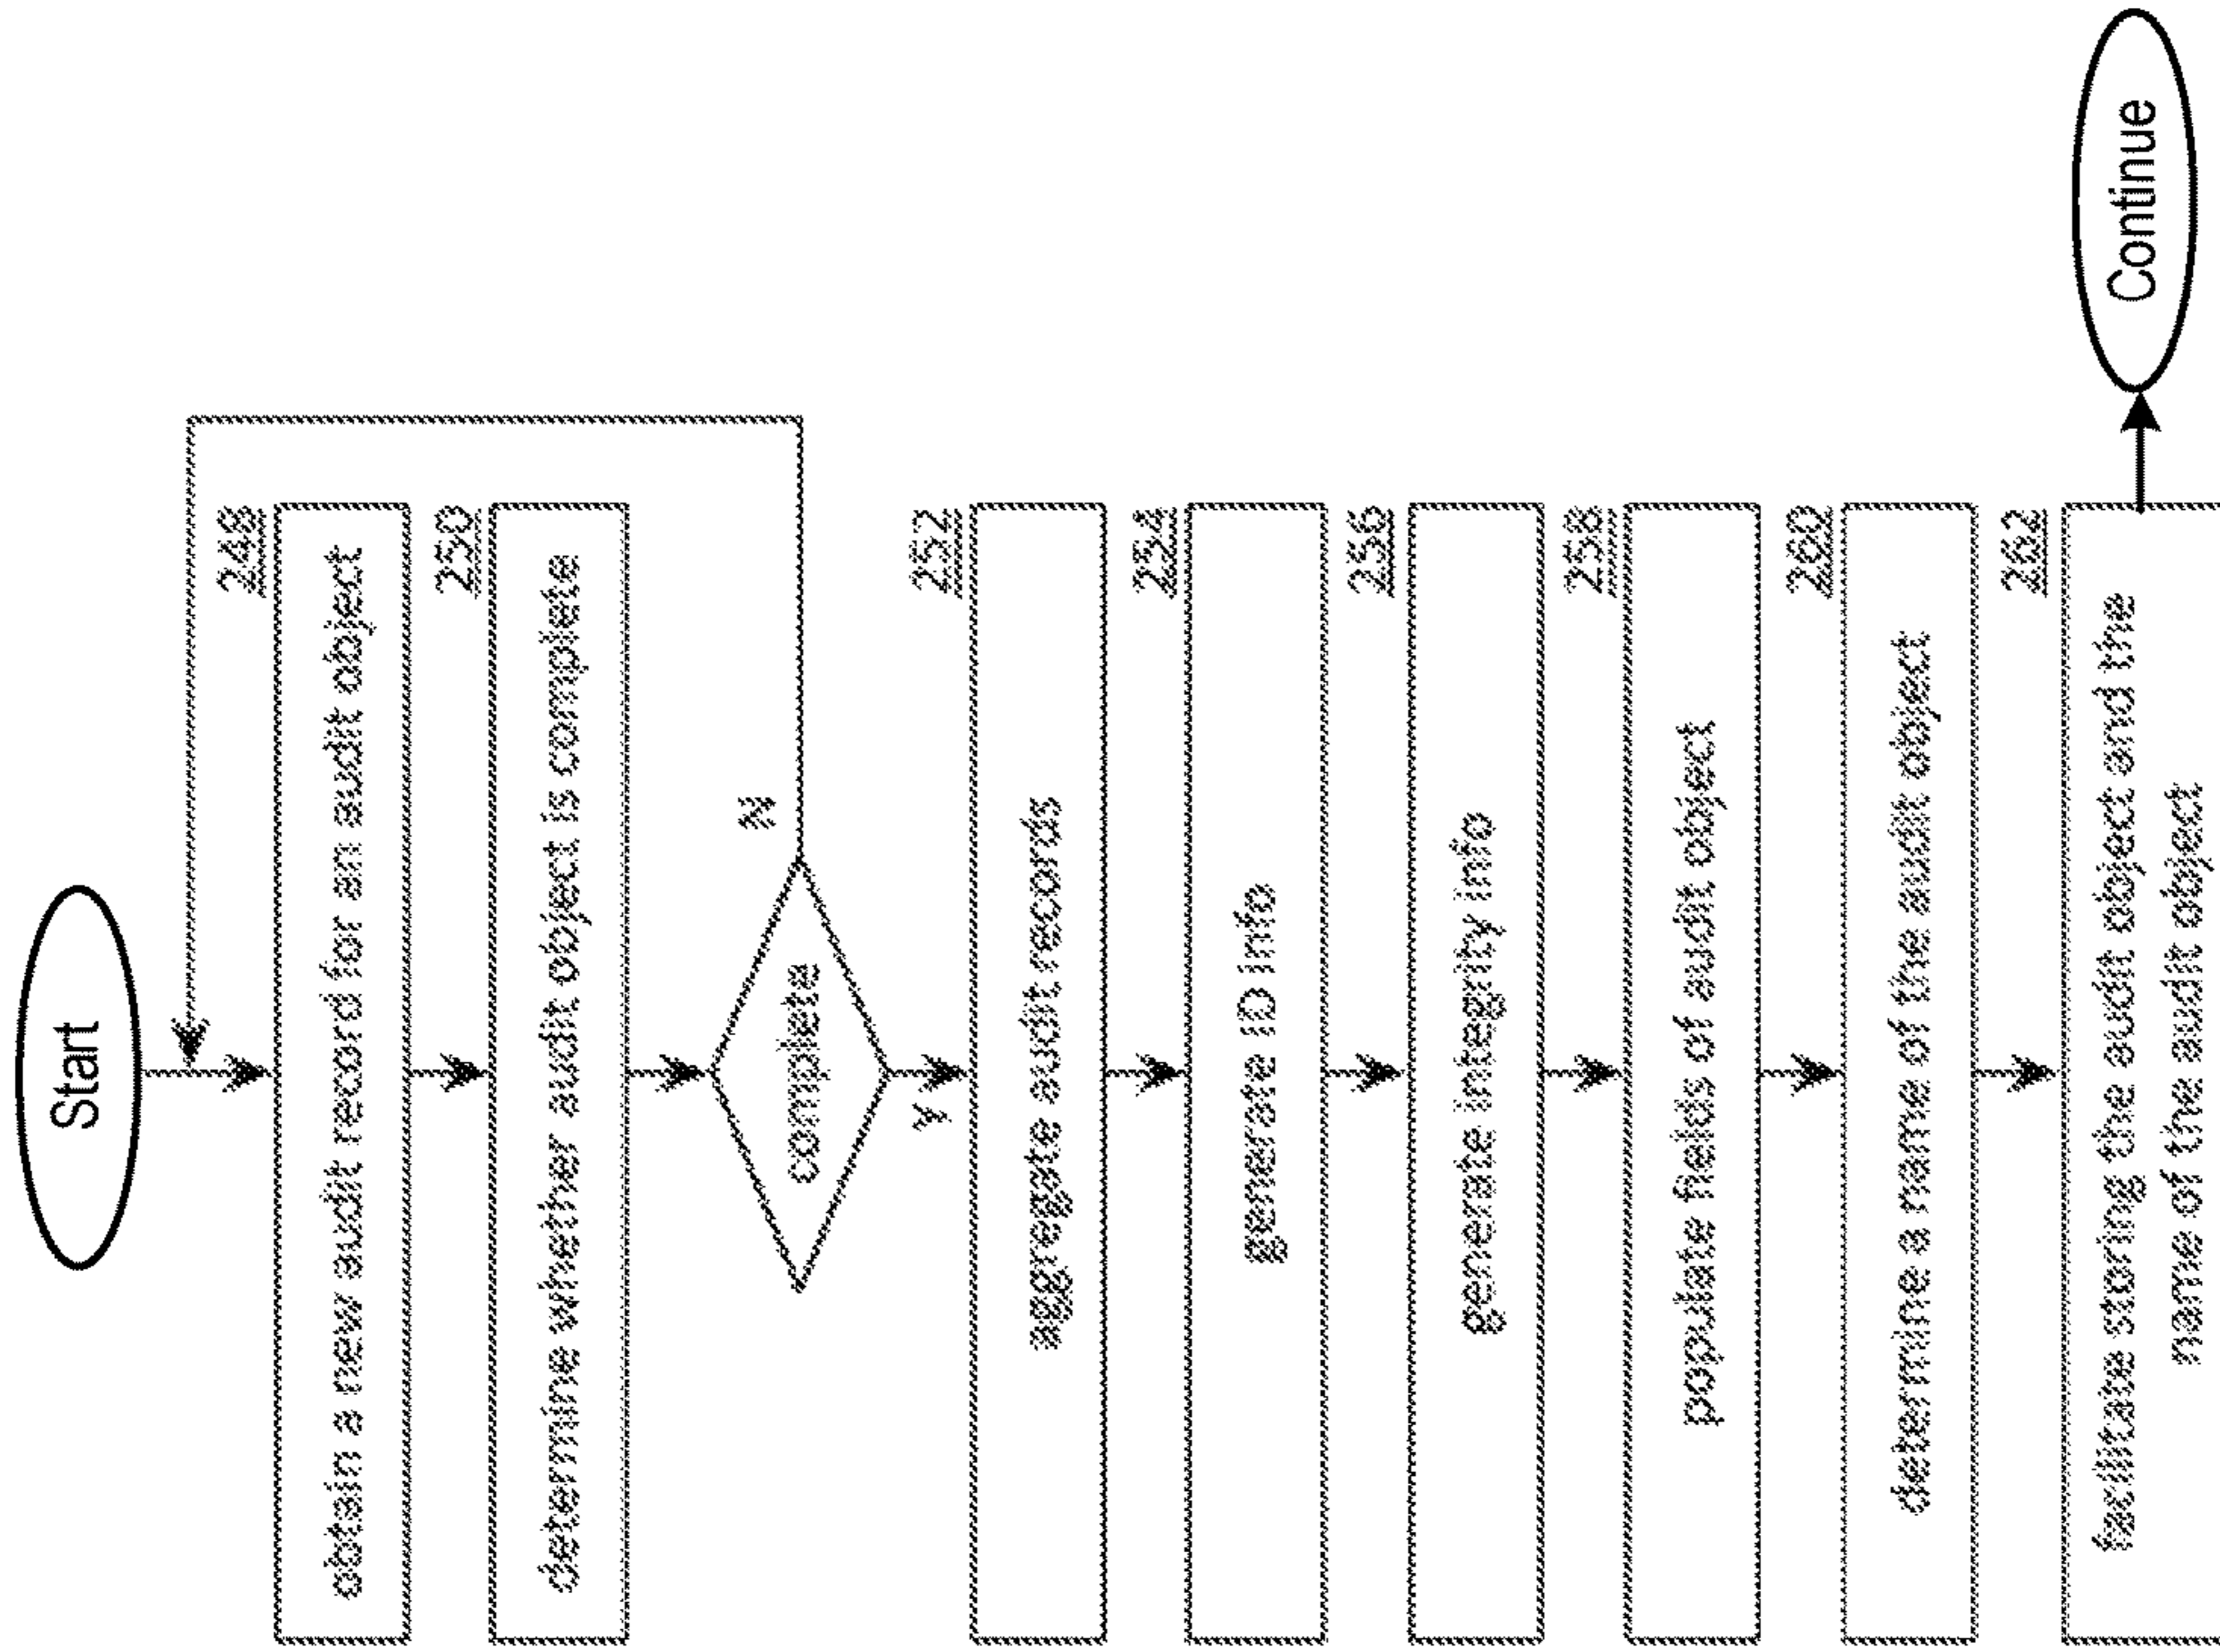 Start
248
obtain a new audit record for an audit object
250
determine whether audit object is complete
complete
N
Y
252
aggregate audit records
254
generate ID info
256
generate integrity info
258
populate fields of audit object
260
determine a name of the audit object
262
facilitate storing the audit object and the
name of the audit object
Continue